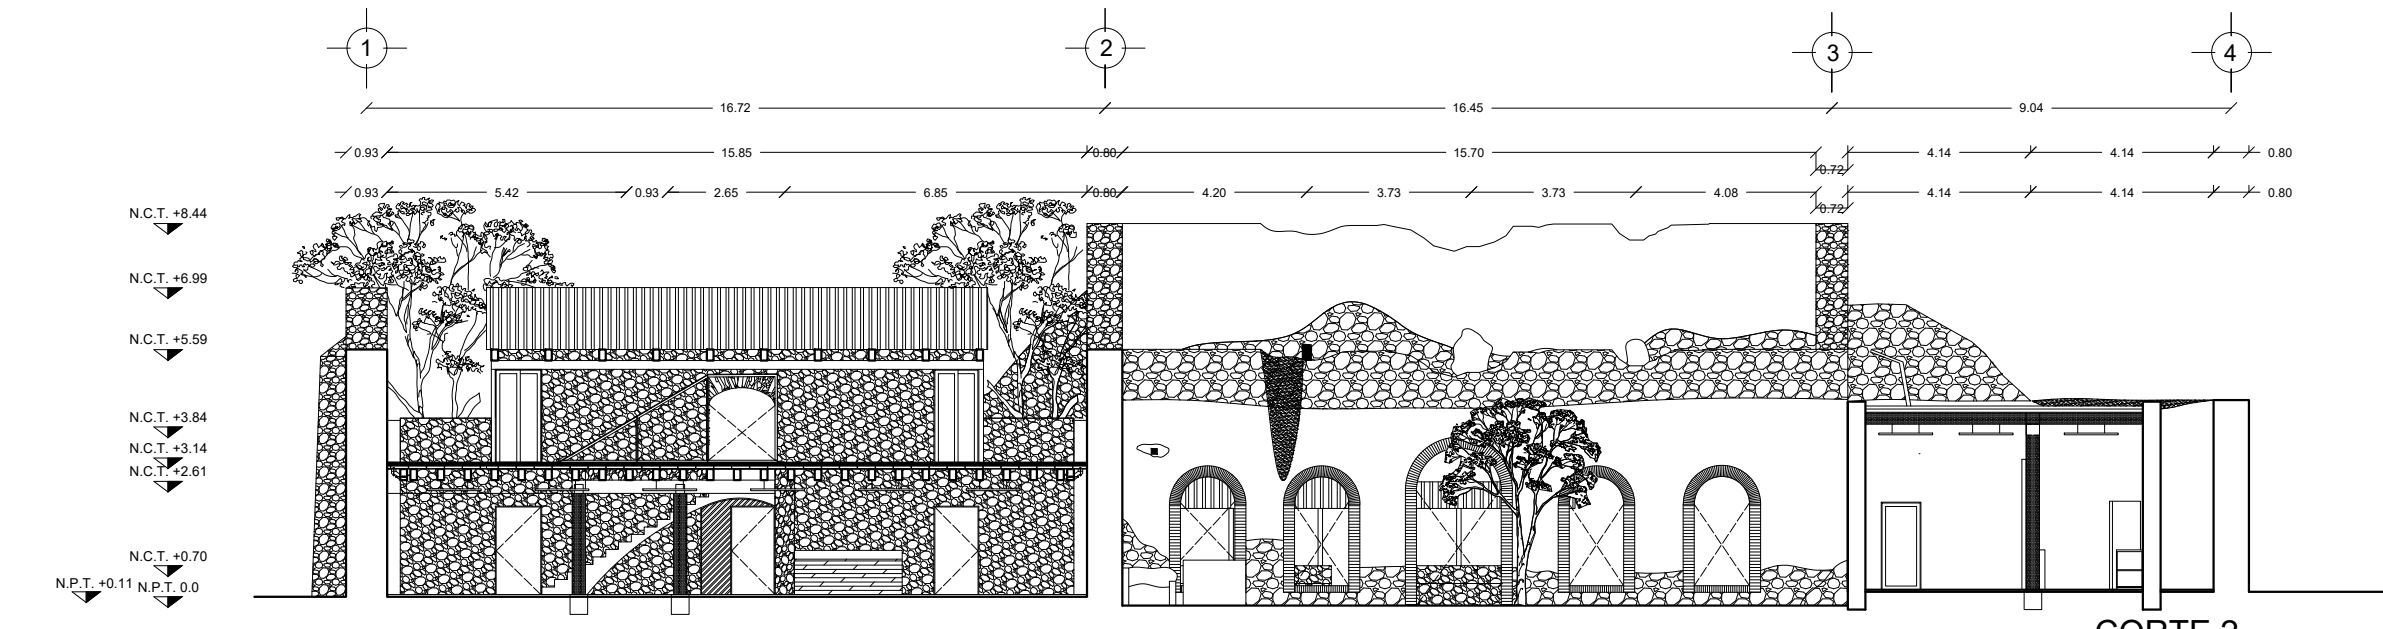 1 2 3 4
16.72 16.45 9.04
0.93 15.85 0.80 15.70 4.14 4.14 0.80
0.72
0.93 5.42 0.93 2.65 6.85 0.80 4.20 3.73 3.73 4.08 4.14 4.14 0.80
0.72
N.C.T. +8.44
N.C.T. +6.99
N.C.T. +5.59
N.C.T. +3.84
N.C.T. +3.14
N.C.T. +2.61
N.C.T. +0.70
N.P.T. +0.11 N.P.T. 0.0
CORTE 2